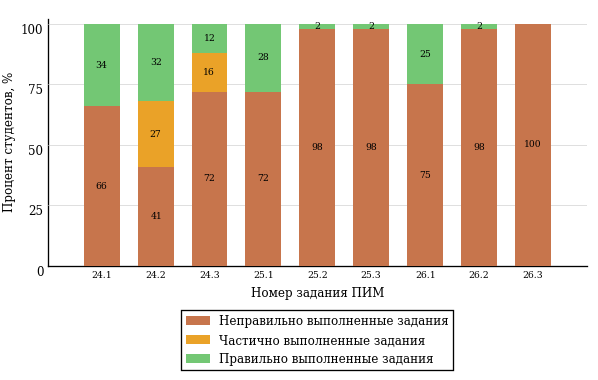 Процент студентов, %
100
75
50
25
0
34 32 12 28 2 2 25 2
27 16
66 41 72 72 98 98 75 98 100
24.1 24.2 24.3 25.1 25.2 25.3 26.1 26.2 26.3
Номер задания ПИМ
Неправильно выполненные задания
Частично выполненные задания
Правильно выполненные задания